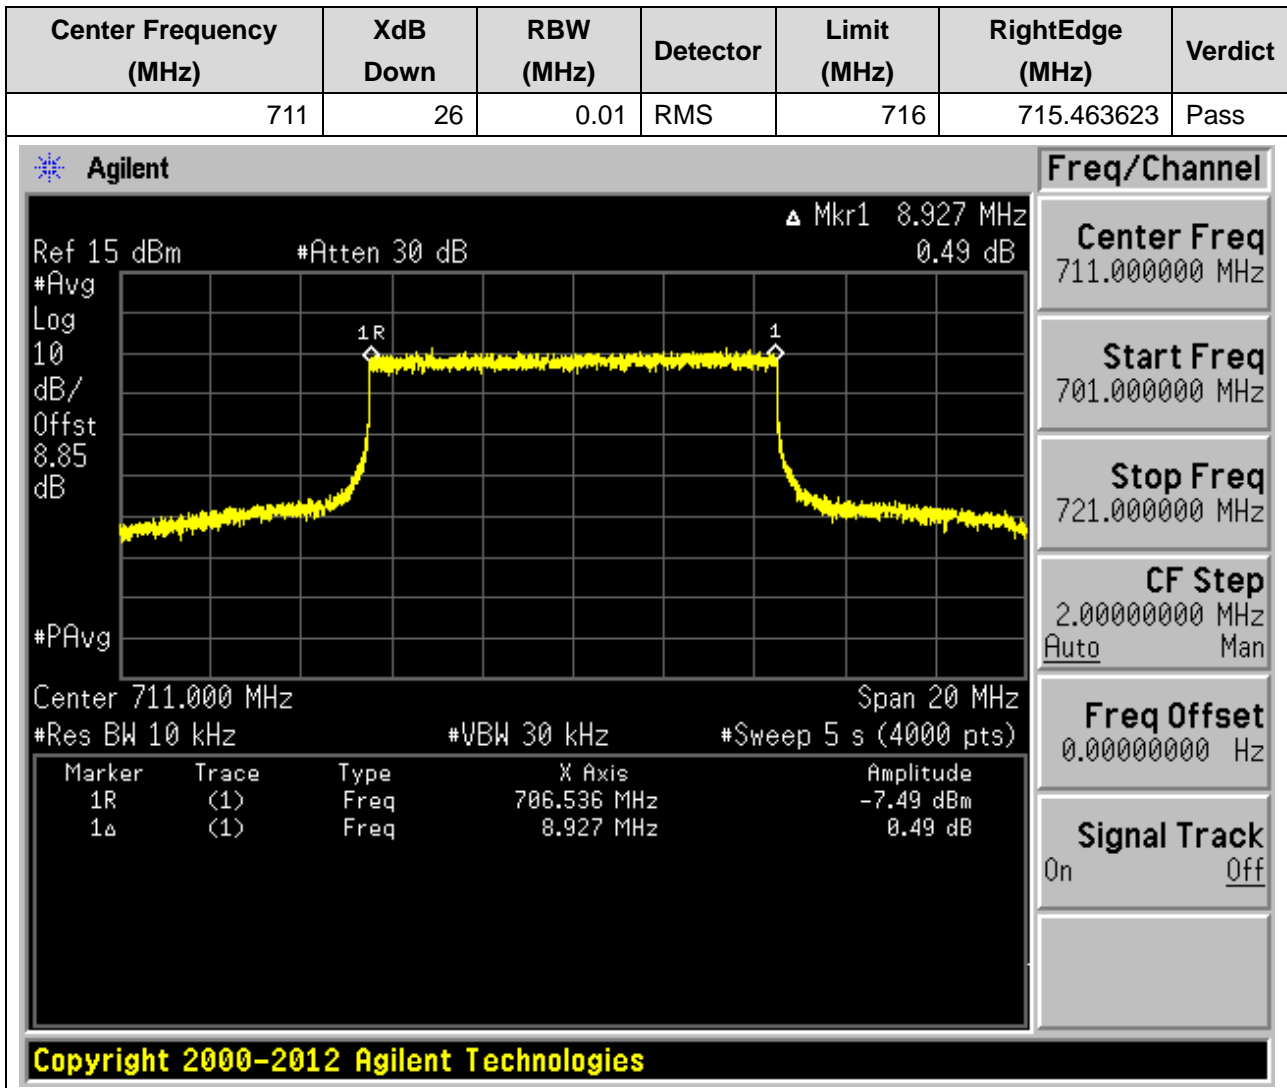 Center Frequency (MHz) XdB Down RBW (MHz) Detector Limit (MHz) RightEdge (MHz) Verdict
711 26 0.01 RMS 716 715.463623 Pass
Agilent
Freq/Channel
Δ Mkr1 8.927 MHz
Ref 15 dBm #Atten 30 dB 0.49 dB
#Avg
Log
10
dB/
Offst
8.85
dB
1R 1
#PAvg
Center 711.000 MHz Span 20 MHz
#Res BW 10 kHz #VBW 30 kHz #Sweep 5 s (4000 pts)
Marker Trace Type X Axis Amplitude
1R (1) Freq 706.536 MHz -7.49 dBm
1Δ (1) Freq 8.927 MHz 0.49 dB
Center Freq
711.000000 MHz
Start Freq
701.000000 MHz
Stop Freq
721.000000 MHz
CF Step
2.00000000 MHz
Auto Man
Freq Offset
0.00000000 Hz
Signal Track
On Off
Copyright 2000-2012 Agilent Technologies